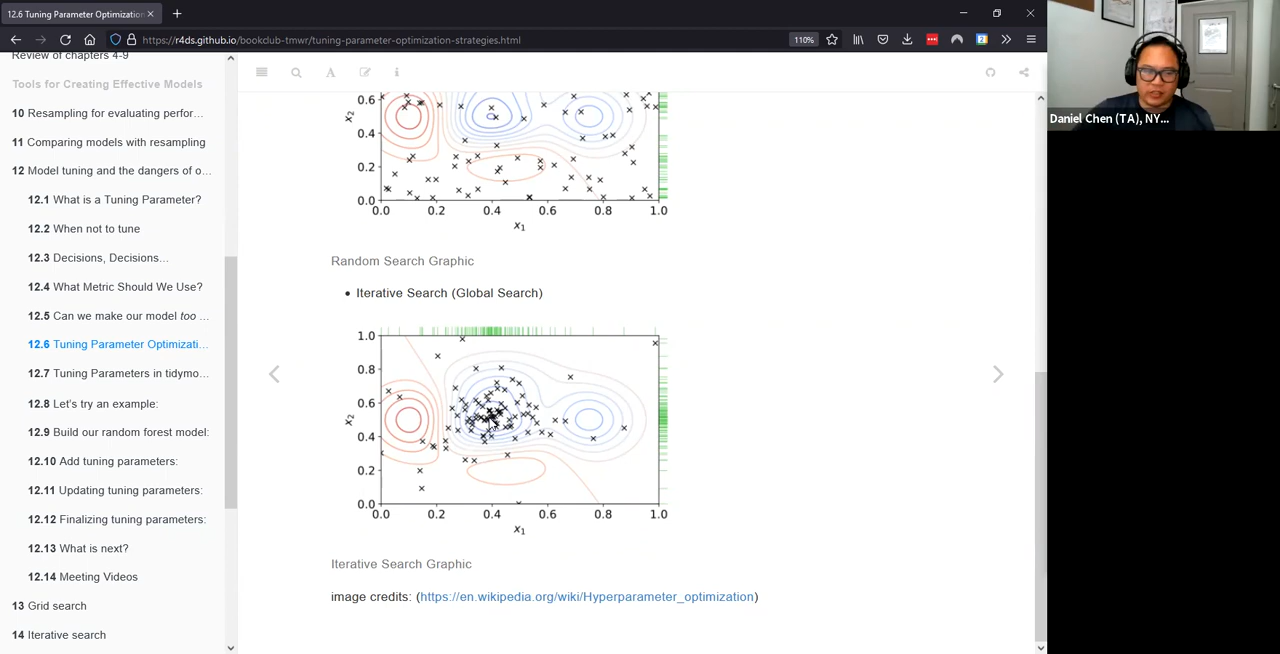 12.6 Tuning Parameter Optimization
https://r4ds.github.io/bookclub-tmwr/tuning-parameter-optimization-strategies.html
110%
Review of chapters 4-9
Tools for Creating Effective Models
10 Resampling for evaluating perfor...
11 Comparing models with resampling
12 Model tuning and the dangers of o...
12.1 What is a Tuning Parameter?
12.2 When not to tune
12.3 Decisions, Decisions...
12.4 What Metric Should We Use?
12.5 Can we make our model too ...
12.6 Tuning Parameter Optimizati...
12.7 Tuning Parameters in tidymo...
12.8 Let's try an example:
12.9 Build our random forest model:
12.10 Add tuning parameters:
12.11 Updating tuning parameters:
12.12 Finalizing tuning parameters:
12.13 What is next?
12.14 Meeting Videos
13 Grid search
14 Iterative search
0.6
x2
0.4
0.2
0.0
0.0 0.2 0.4 0.6 0.8 1.0
x1
Random Search Graphic
• Iterative Search (Global Search)
1.0
0.8
0.6
x2
0.4
0.2
0.0
0.0 0.2 0.4 0.6 0.8 1.0
x1
Iterative Search Graphic
image credits: (https://en.wikipedia.org/wiki/Hyperparameter_optimization)
Daniel Chen (TA), NY...